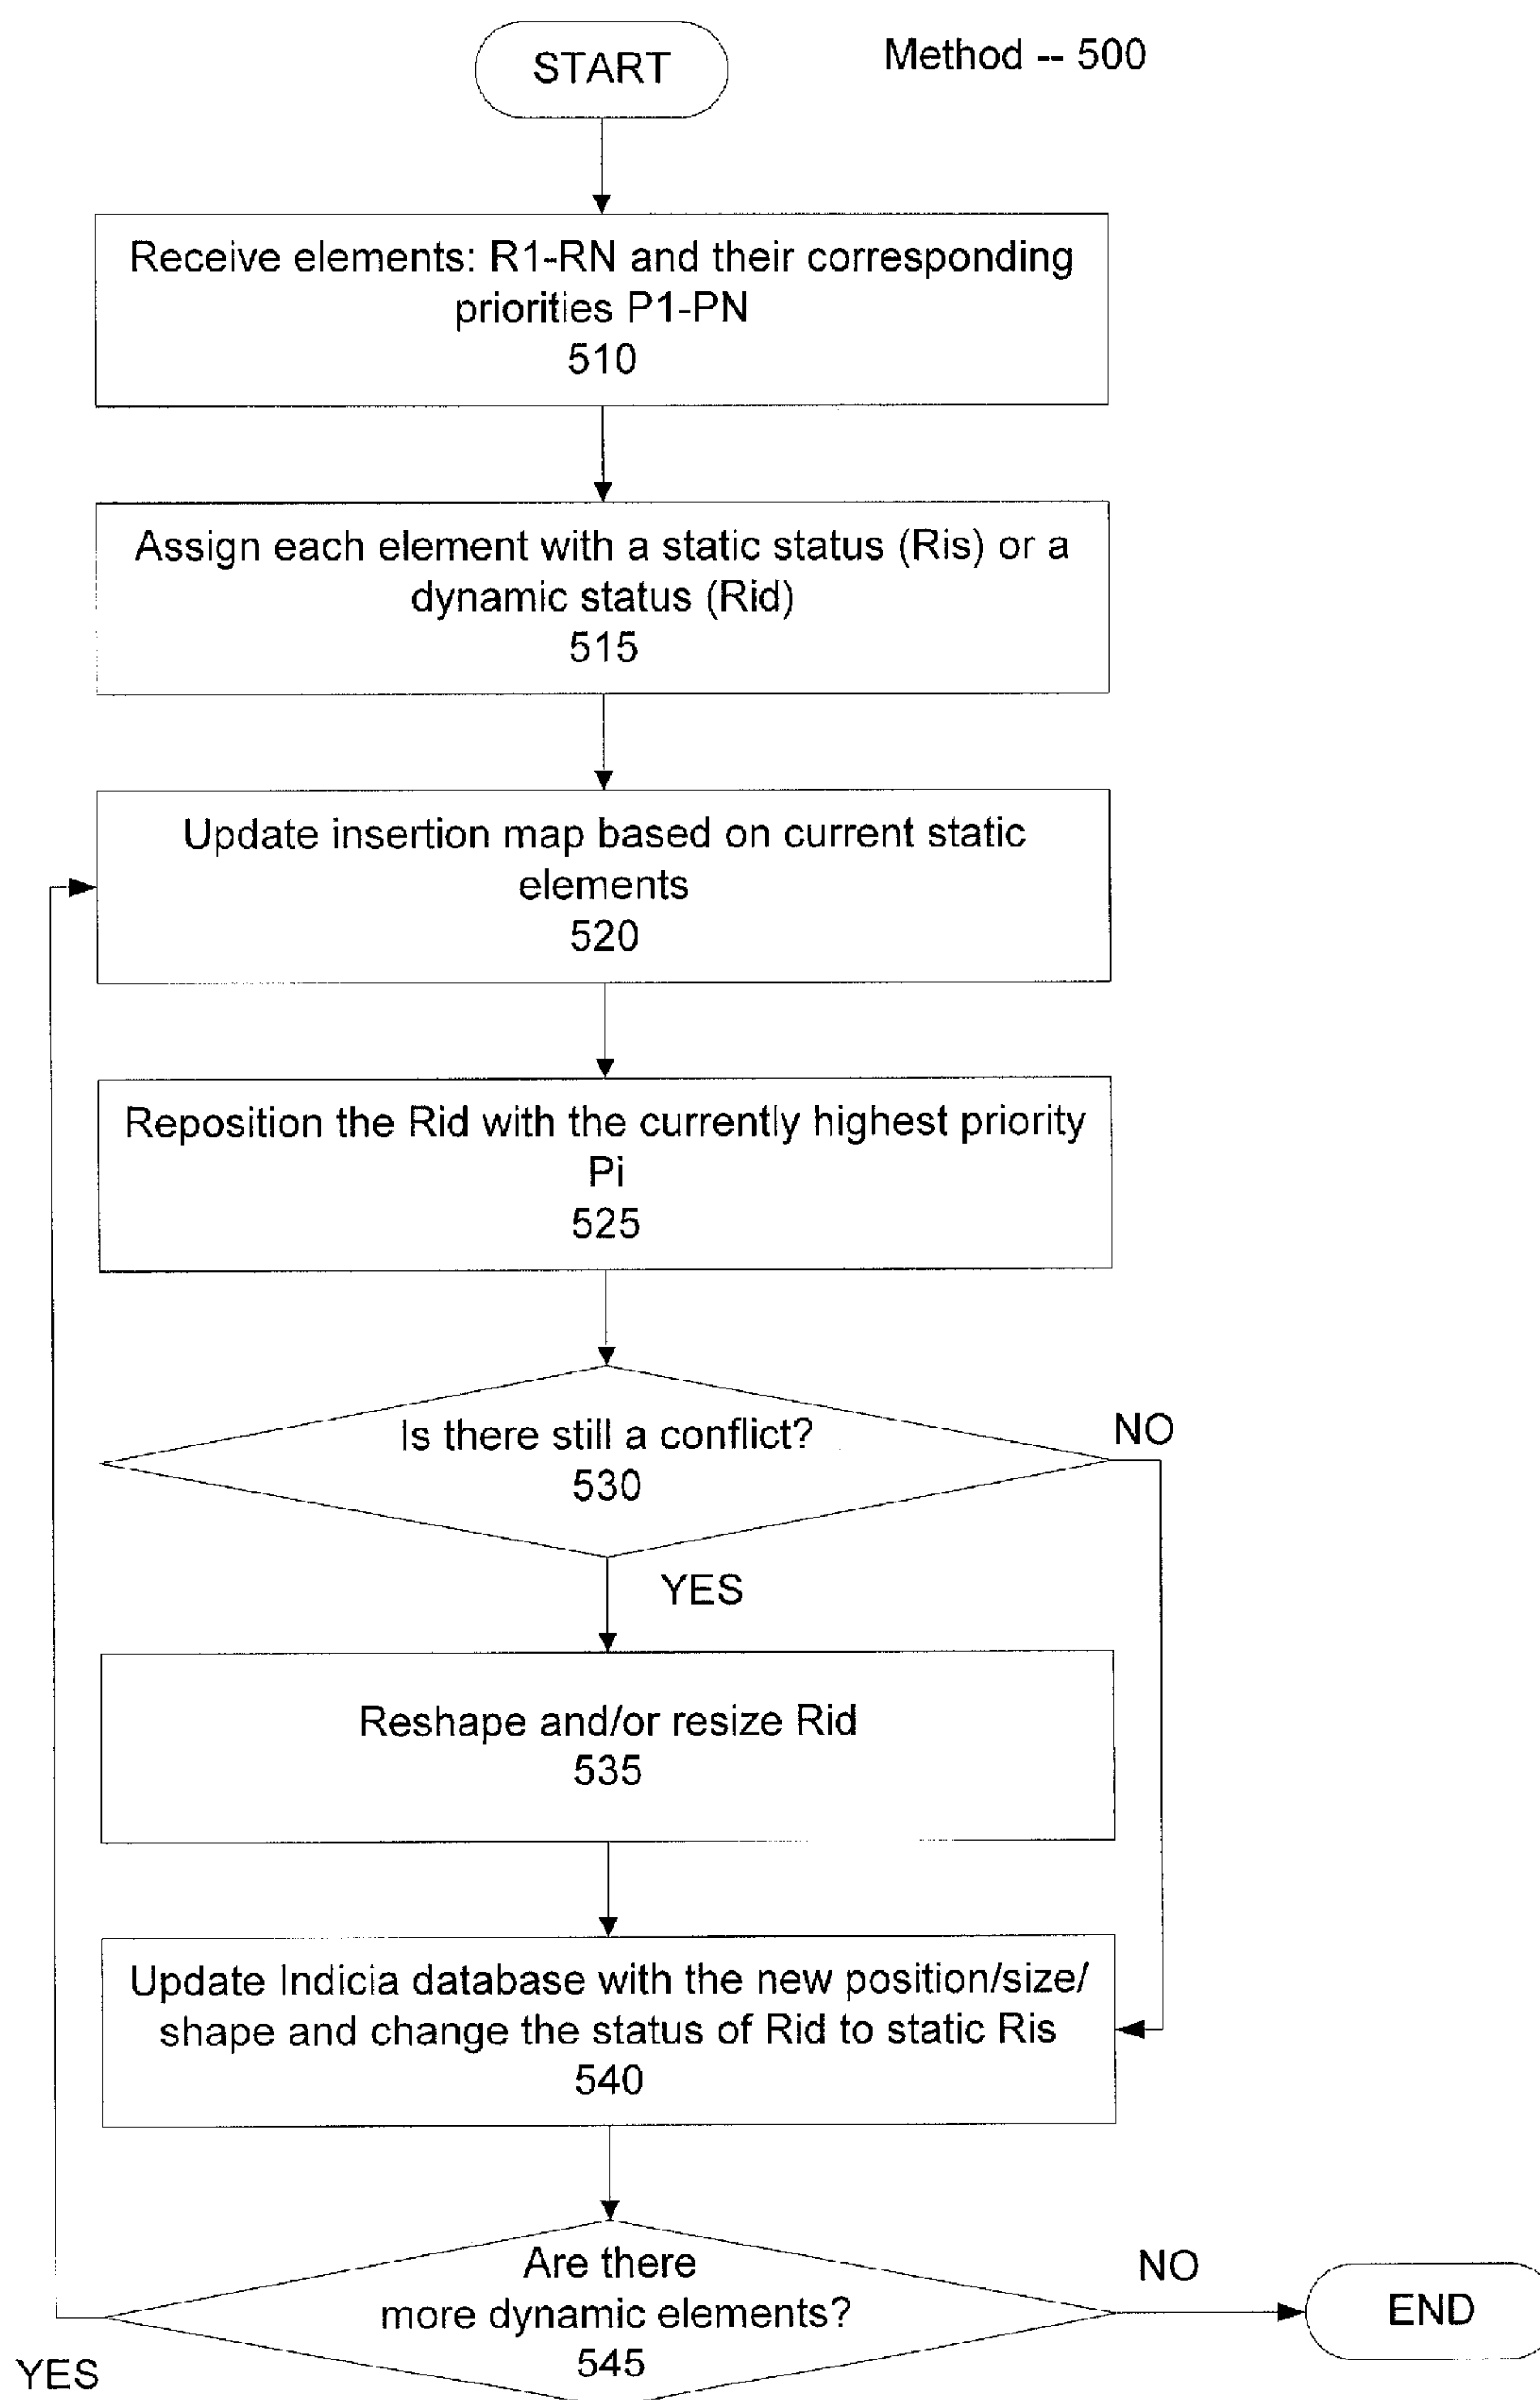 START
Method -- 500
Receive elements: R1-RN and their corresponding
priorities P1-PN
510
Assign each element with a static status (Ris) or a
dynamic status (Rid)
515
Update insertion map based on current static
elements
520
Reposition the Rid with the currently highest priority
Pi
525
Is there still a conflict?
530
NO
YES
Reshape and/or resize Rid
535
Update Indicia database with the new position/size/
shape and change the status of Rid to static Ris
540
Are there
more dynamic elements?
545
NO
END
YES